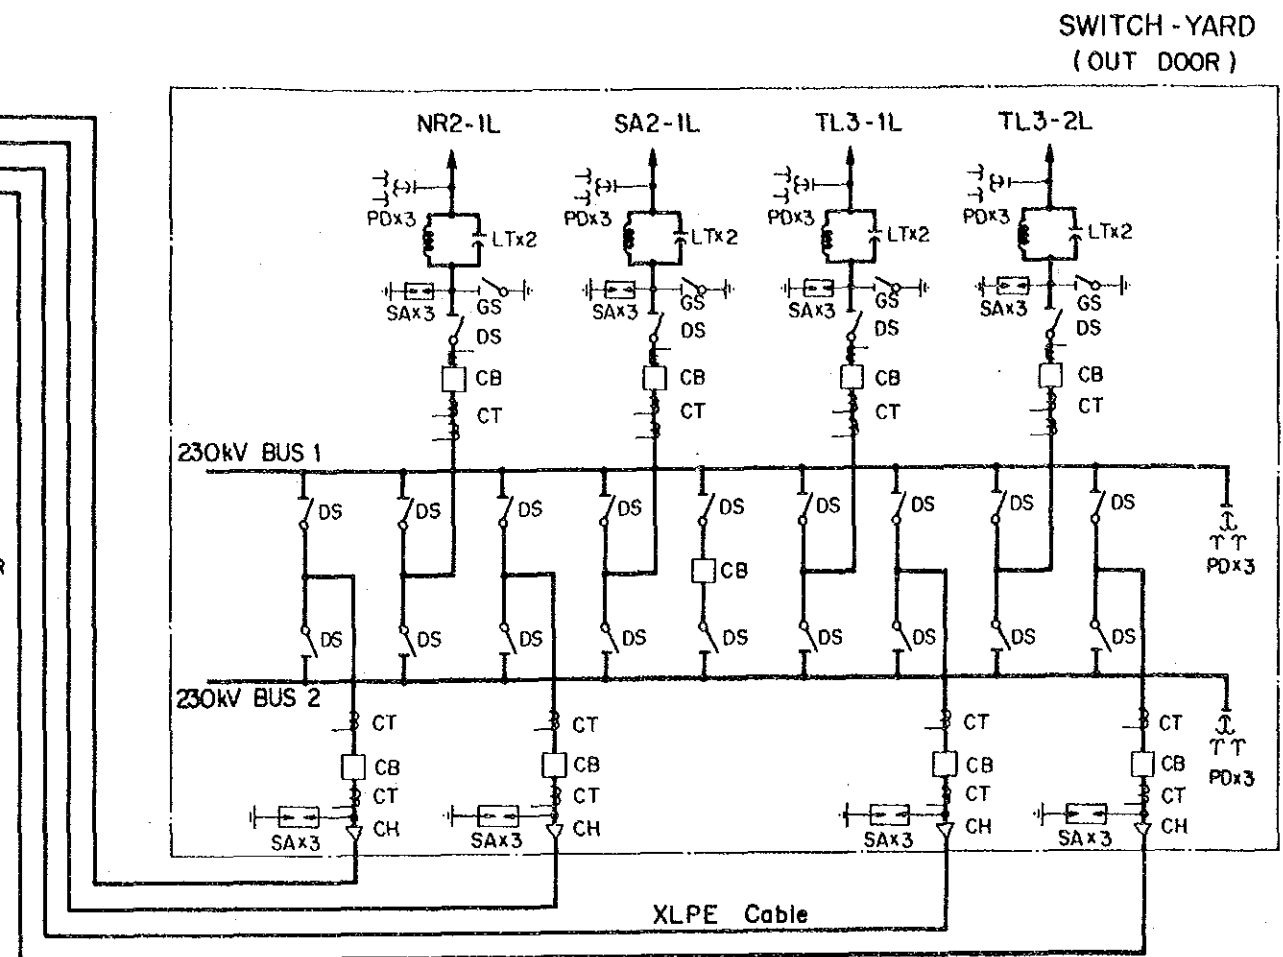 SWITCH-YARD
(OUT DOOR)
NR2-1L SA2-1L TL3-1L TL3-2L
PDx3 PDx3 PDx3 PDx3
LTx2 LTx2 LTx2 LTx2
SAx3 GS SAx3 GS SAx3 GS SAx3 GS
DS DS DS DS
CB CB CB CB
CT CT CT CT
230kV BUS 1
DS DS DS DS DS DS DS DS DS
PDx3
CB
DS DS DS DS DS DS DS DS DS
230kV BUS 2
CT CT CT CT
CB CB CB CB
PDx3
CT CT CT CT
CH CH CH CH
SAx3 SAx3 SAx3 SAx3
XLPE Cable